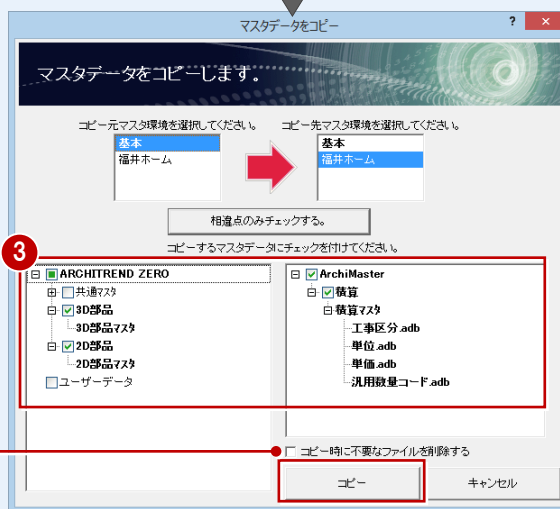 マスタデータをコピー
? ×
マスターデータをコピーします。
コピー元マスタ環境を選択してください。
コピー先マスタ環境を選択してください。
基本
福井ホーム
基本
福井ホーム
相違点のみチェックする。
コピーするマスタデータにチェックを付けてください。
3
ARCHITREND ZERO
共通マスタ
3D部品
3D部品マスタ
2D部品
2D部品マスタ
ユーザーデータ
ArchiMaster
積算
積算マスタ
工事区分.adb
単位.adb
単価.adb
汎用数量コード.adb
コピー時に不要なファイルを削除する
コピー
キャンセル